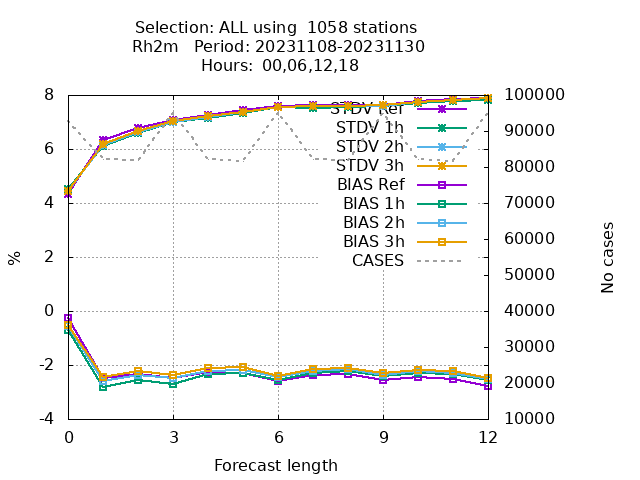 Selection: ALL using  1058 stations
Rh2m   Period: 20231108-20231130
Hours:  00,06,12,18
8
6
4
2
0
-2
-4
%
100000
90000
80000
70000
60000
50000
40000
30000
20000
10000
No cases
STDV Ref
STDV 1h
STDV 2h
STDV 3h
BIAS Ref
BIAS 1h
BIAS 2h
BIAS 3h
CASES
0
3
6
9
12
Forecast length